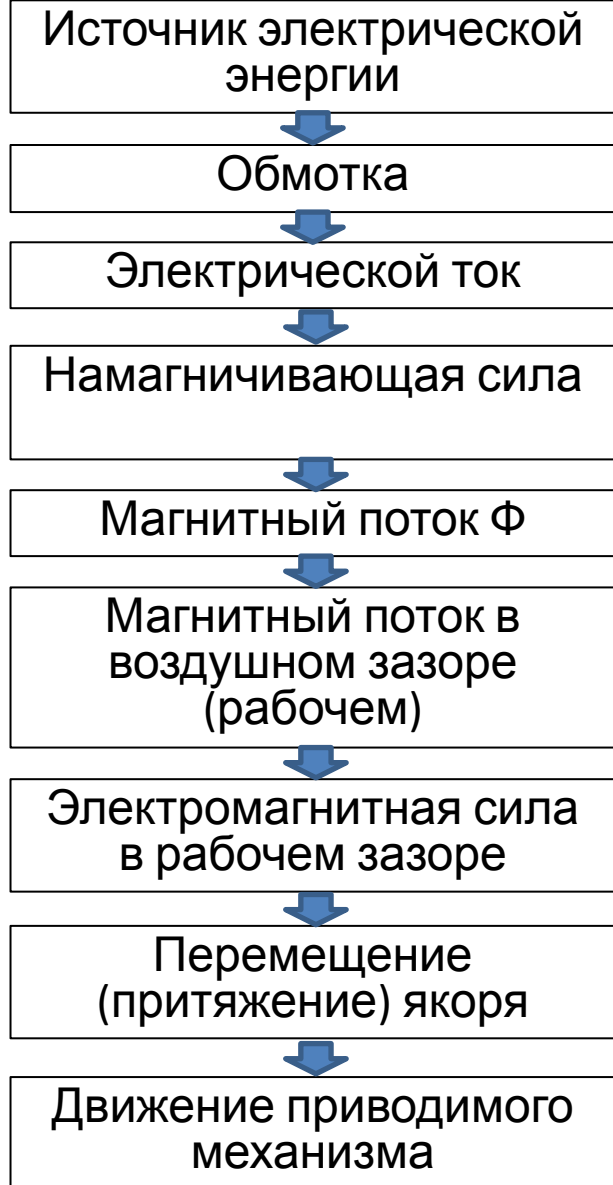 Источник электрической
энергии
Обмотка
Электрической ток
Намагничивающая сила
Магнитный поток Ф
Магнитный поток в
воздушном зазоре
(рабочем)
Электромагнитная сила
в рабочем зазоре
Перемещение
(притяжение) якоря
Движение приводимого
механизма